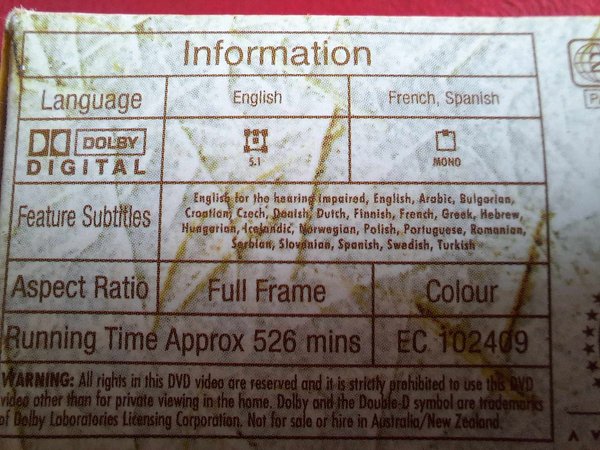 Information
Language English French, Spanish
DOLBY
DIGITAL 5.1 MONO
Feature Subtitles
English for the hearing impaired, English, Arabic, Bulgarian,
Croatian, Czech, Danish, Dutch, Finnish, French, Greek, Hebrew,
Hungarian, Icelandic, Norwegian, Polish, Portuguese, Romanian,
Serbian, Slovenian, Spanish, Swedish, Turkish
Aspect Ratio Full Frame Colour
Running Time Approx 526 mins EC 102409
WARNING: All rights in this DVD video are reserved and it is strictly prohibited to use this DVD
video other than for private viewing in the home. Dolby and the Double-D symbol are trademarks
of Dolby Laboratories Licensing Corporation. Not for sale or hire in Australia/New Zealand.